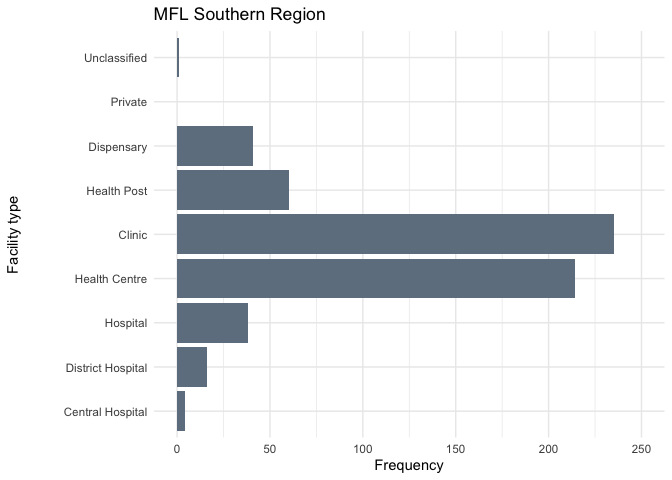 MFL Southern Region
Unclassified
Private
Dispensary
Health Post
Clinic
Health Centre
Hospital
District Hospital
Central Hospital
Facility type
0 50 100 150 200 250
Frequency